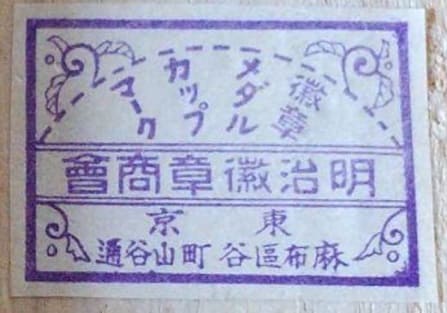 徽章
メダル
カップ
マーク
明治徽章商會
東京
麻布區谷町山谷通